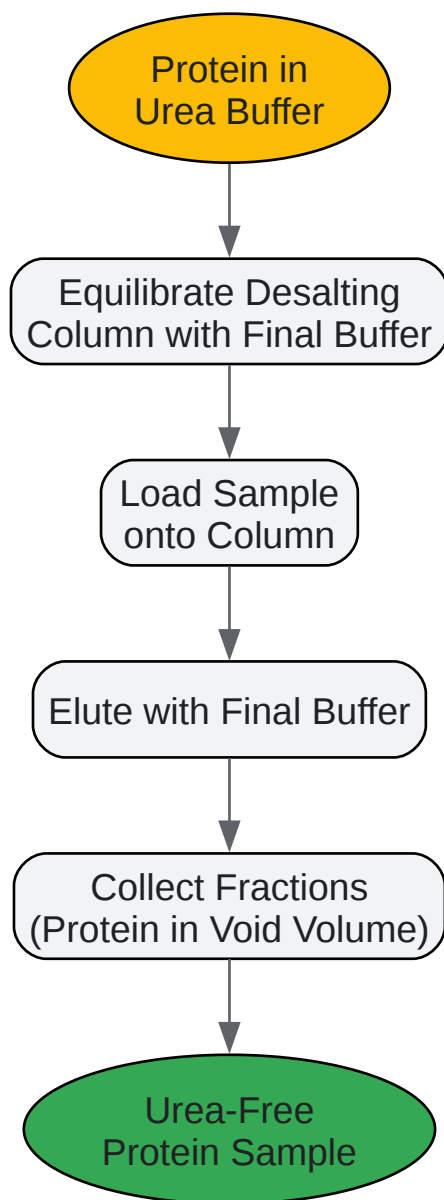 Protein in
Urea Buffer
Equilibrate Desalting
Column with Final Buffer
Load Sample
onto Column
Elute with Final Buffer
Collect Fractions
(Protein in Void Volume)
Urea-Free
Protein Sample